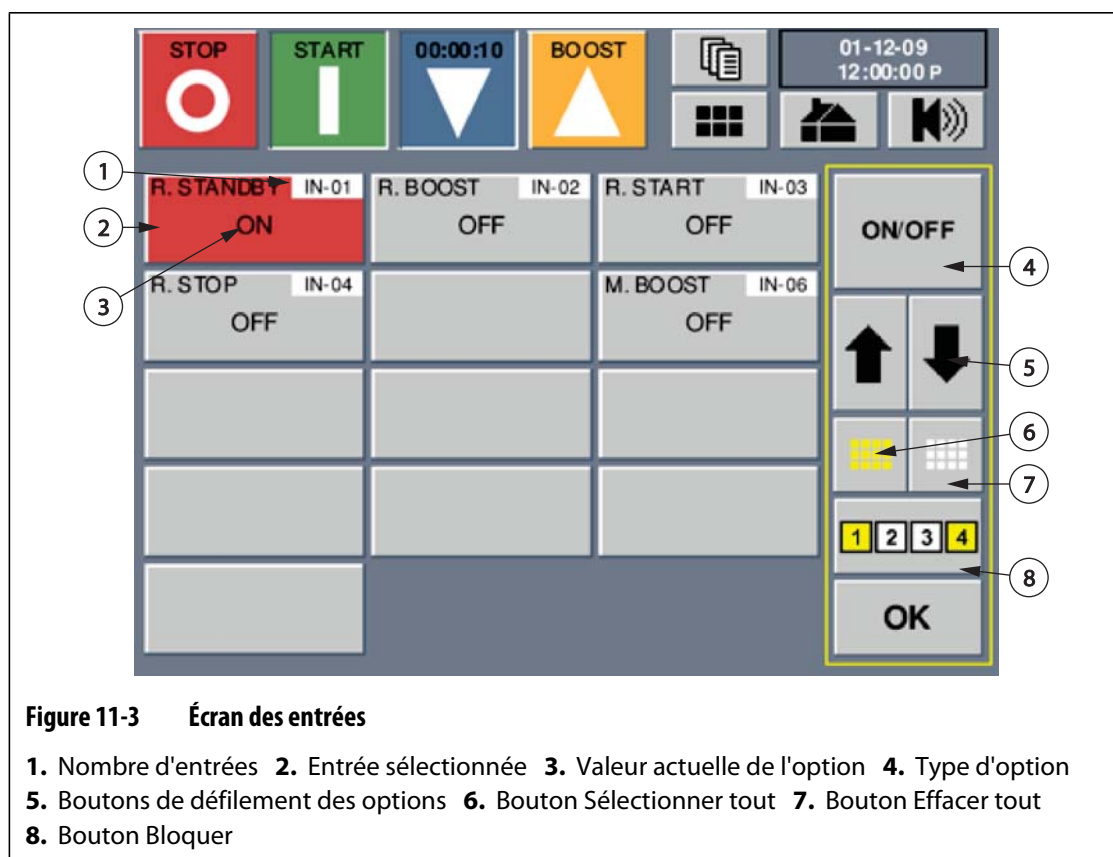 STOP START 00:00:10 BOOST 01-12-09
12:00:00 P
1
R. STANDBY IN-01 R. BOOST IN-02 R. START IN-03
2 ON OFF OFF ON/OFF
4
3 R. STOP IN-04 M. BOOST IN-06
OFF OFF
5
6
7
1 2 3 4
8
OK
Figure 11-3 Écran des entrées
1. Nombre d'entrées 2. Entrée sélectionnée 3. Valeur actuelle de l'option 4. Type d'option
5. Boutons de défilement des options 6. Bouton Sélectionner tout 7. Bouton Effacer tout
8. Bouton Bloquer